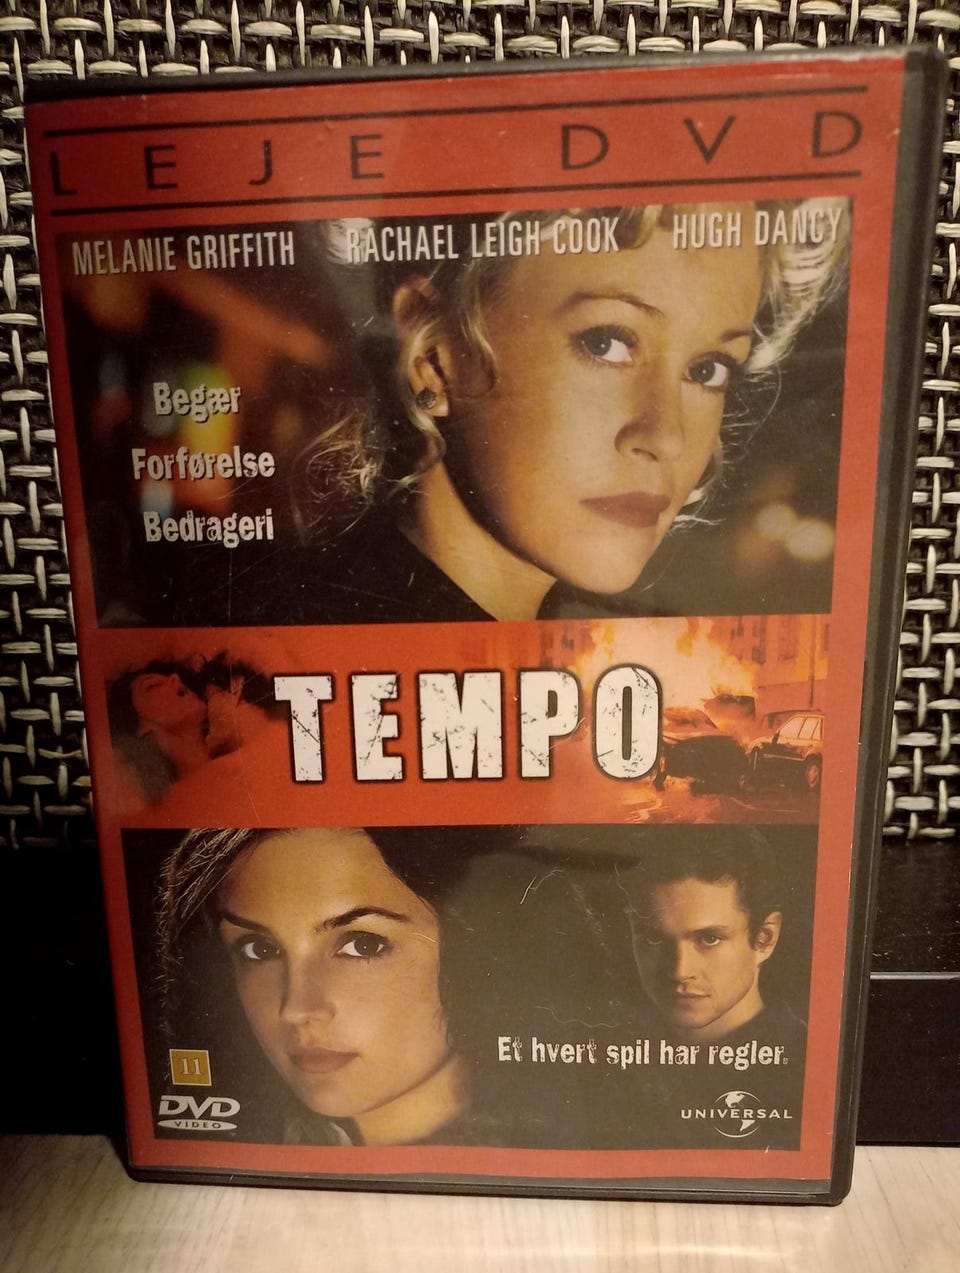 LEJE DVD
MELANIE GRIFFITH RACHAEL LEIGH COOK HUGH DANCY
Begær
Forførelse
Bedrageri
TEMPO
Et hvert spil har regler.
11
DVD
VIDEO
UNIVERSAL